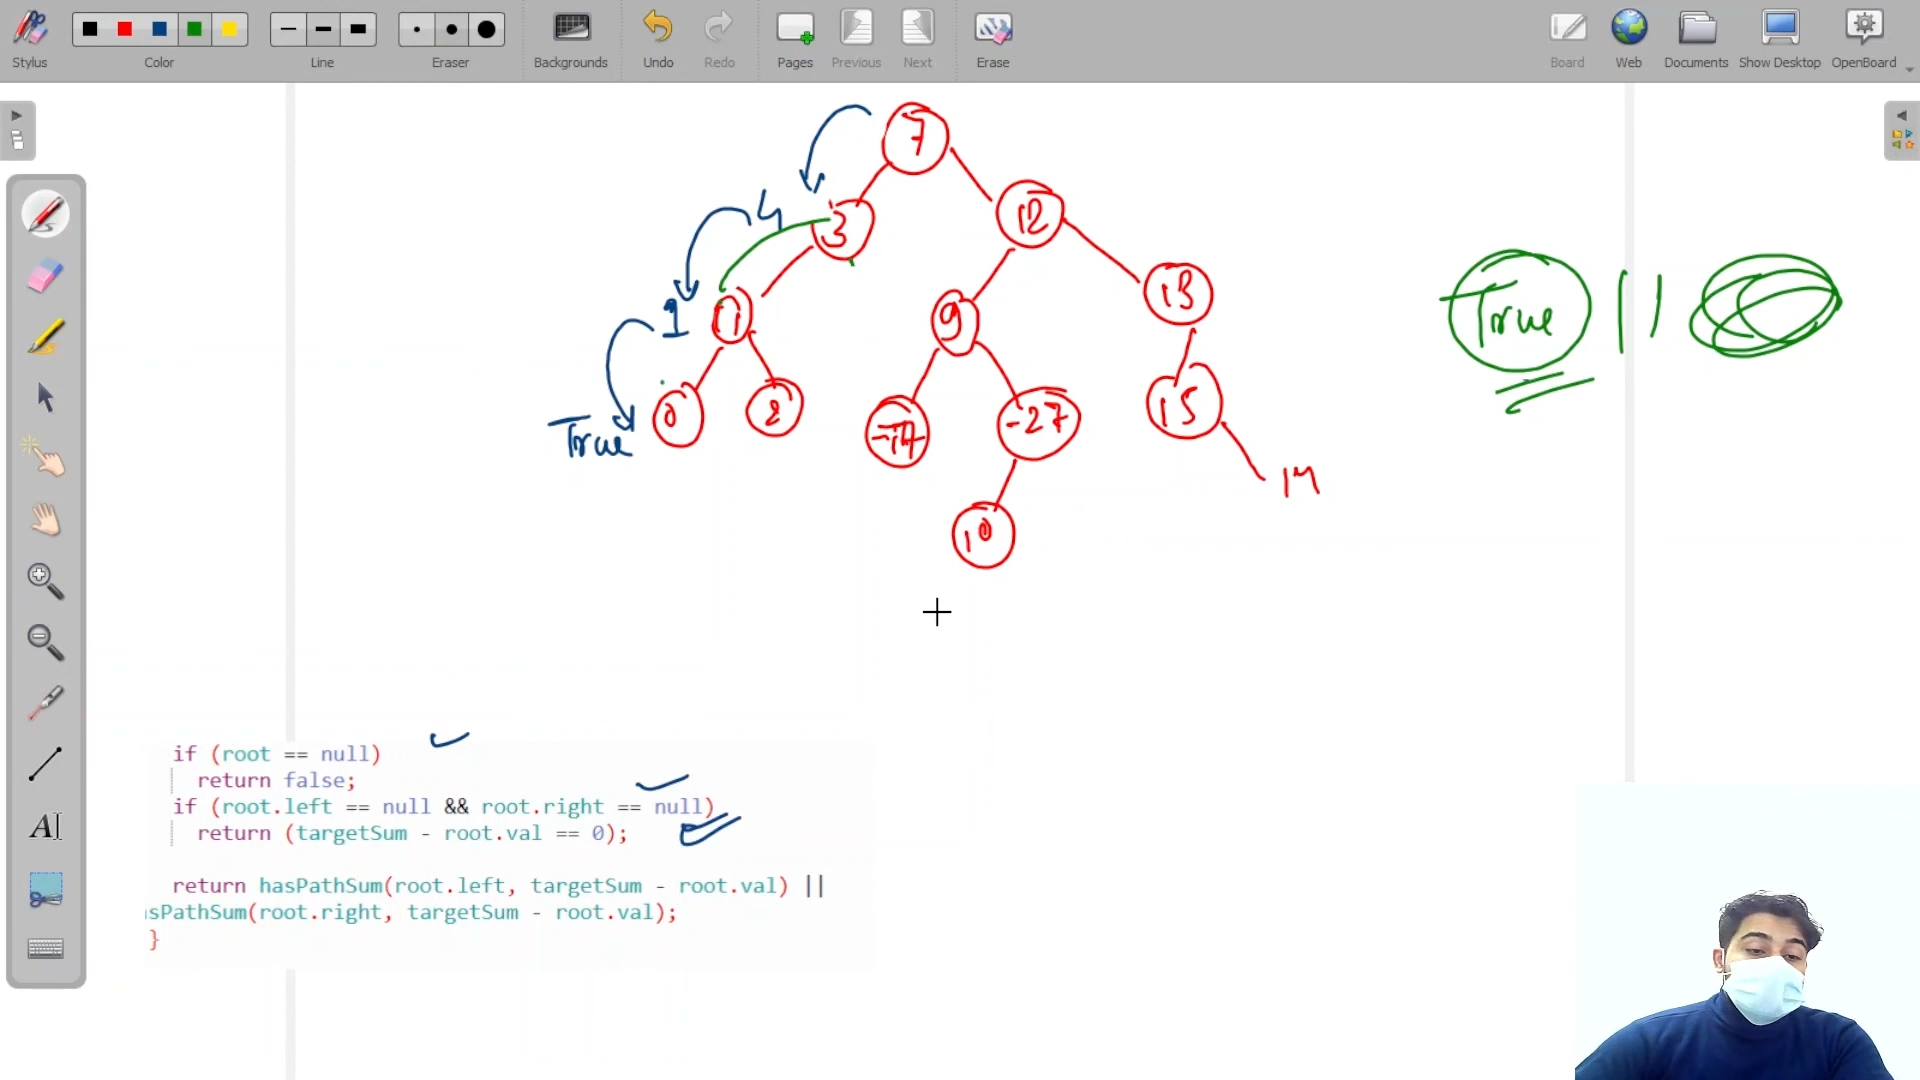 Stylus
Color
Line
Eraser
Backgrounds
Undo
Redo
Pages
Previous
Next
Erase
Board
Web
Documents
Show Desktop
OpenBoard
7
4
3
12
1
9
13
True ||
0
2
-27
15
True
10
if (root == null)
return false;
if (root.left == null && root.right == null)
return (targetSum - root.val == 0);
return hasPathSum(root.left, targetSum - root.val) ||
sPathSum(root.right, targetSum - root.val);
}